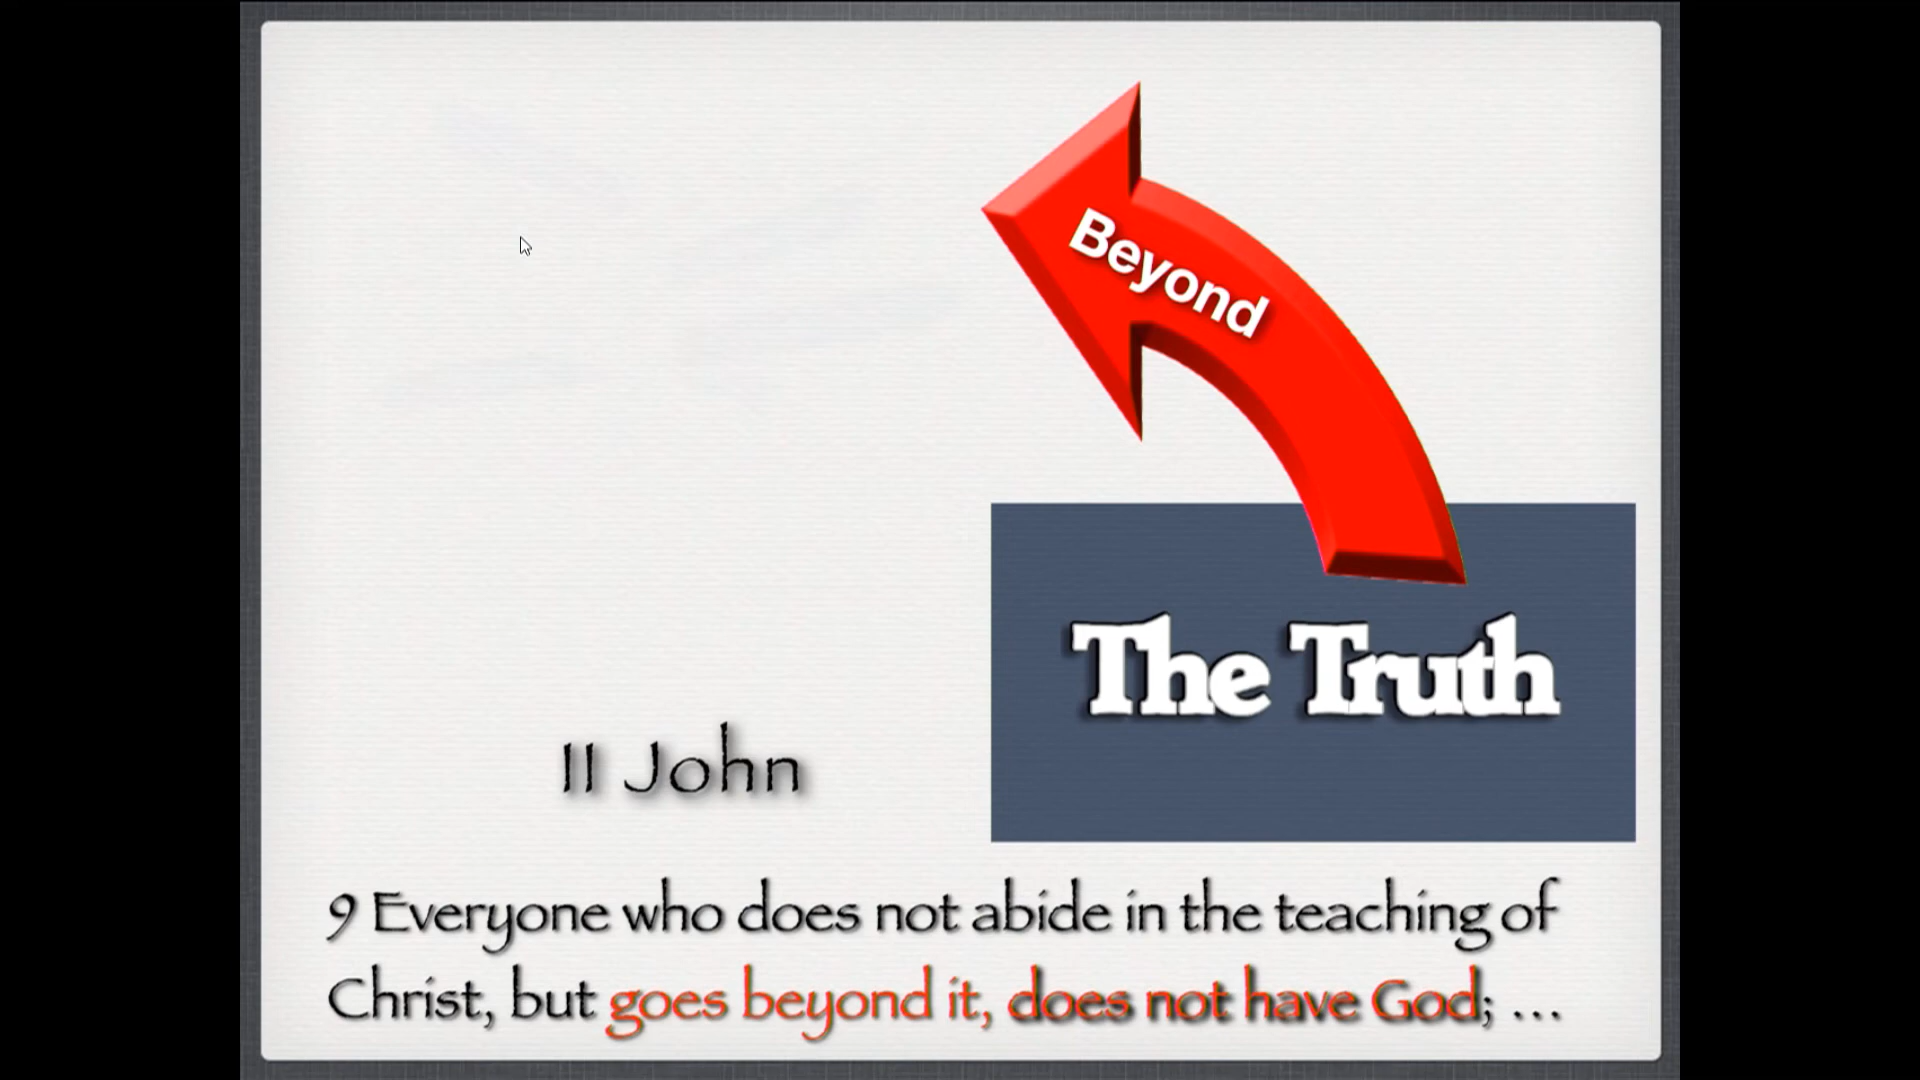 Beyond
The Truth
II John
9 Everyone who does not abide in the teaching of
Christ, but goes beyond it, does not have God; ...